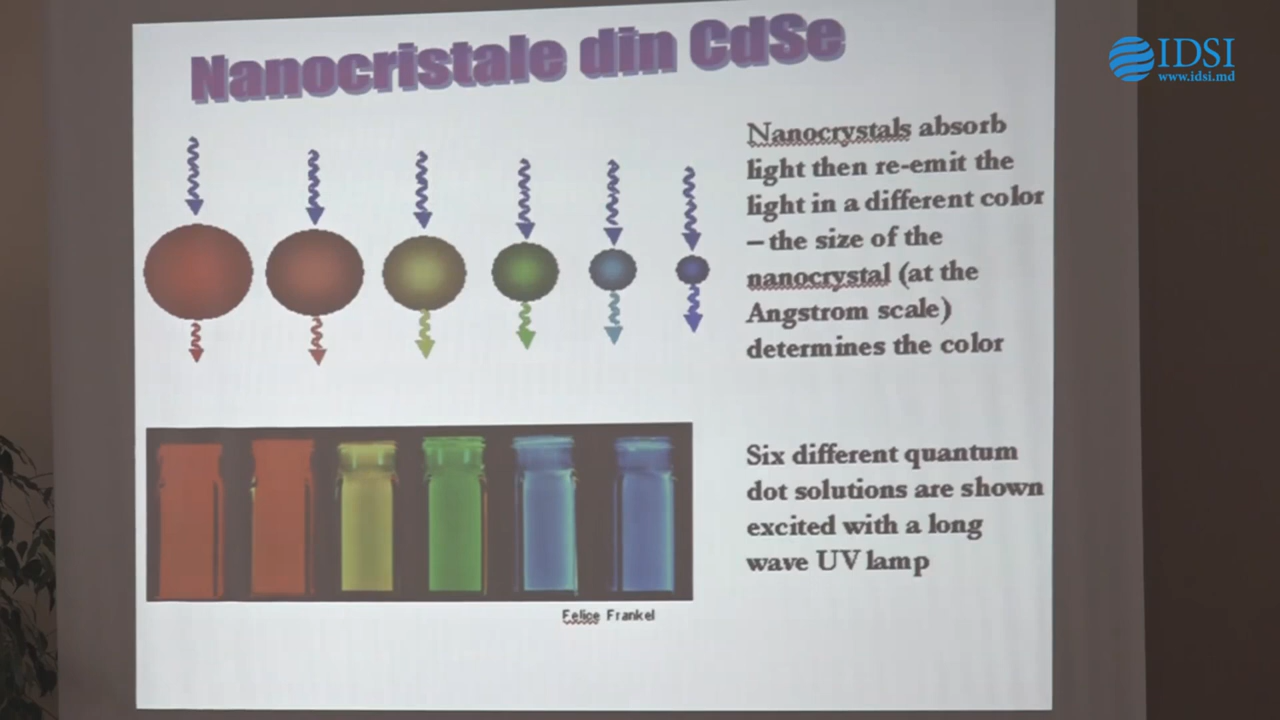 Nanocristale din CdSe
IDSI
www.idsi.md
Nanocrystals absorb
light then re-emit the
light in a different color
– the size of the
nanocrystal (at the
Angstrom scale)
determines the color
Six different quantum
dot solutions are shown
excited with a long
wave UV lamp
Felice Frankel